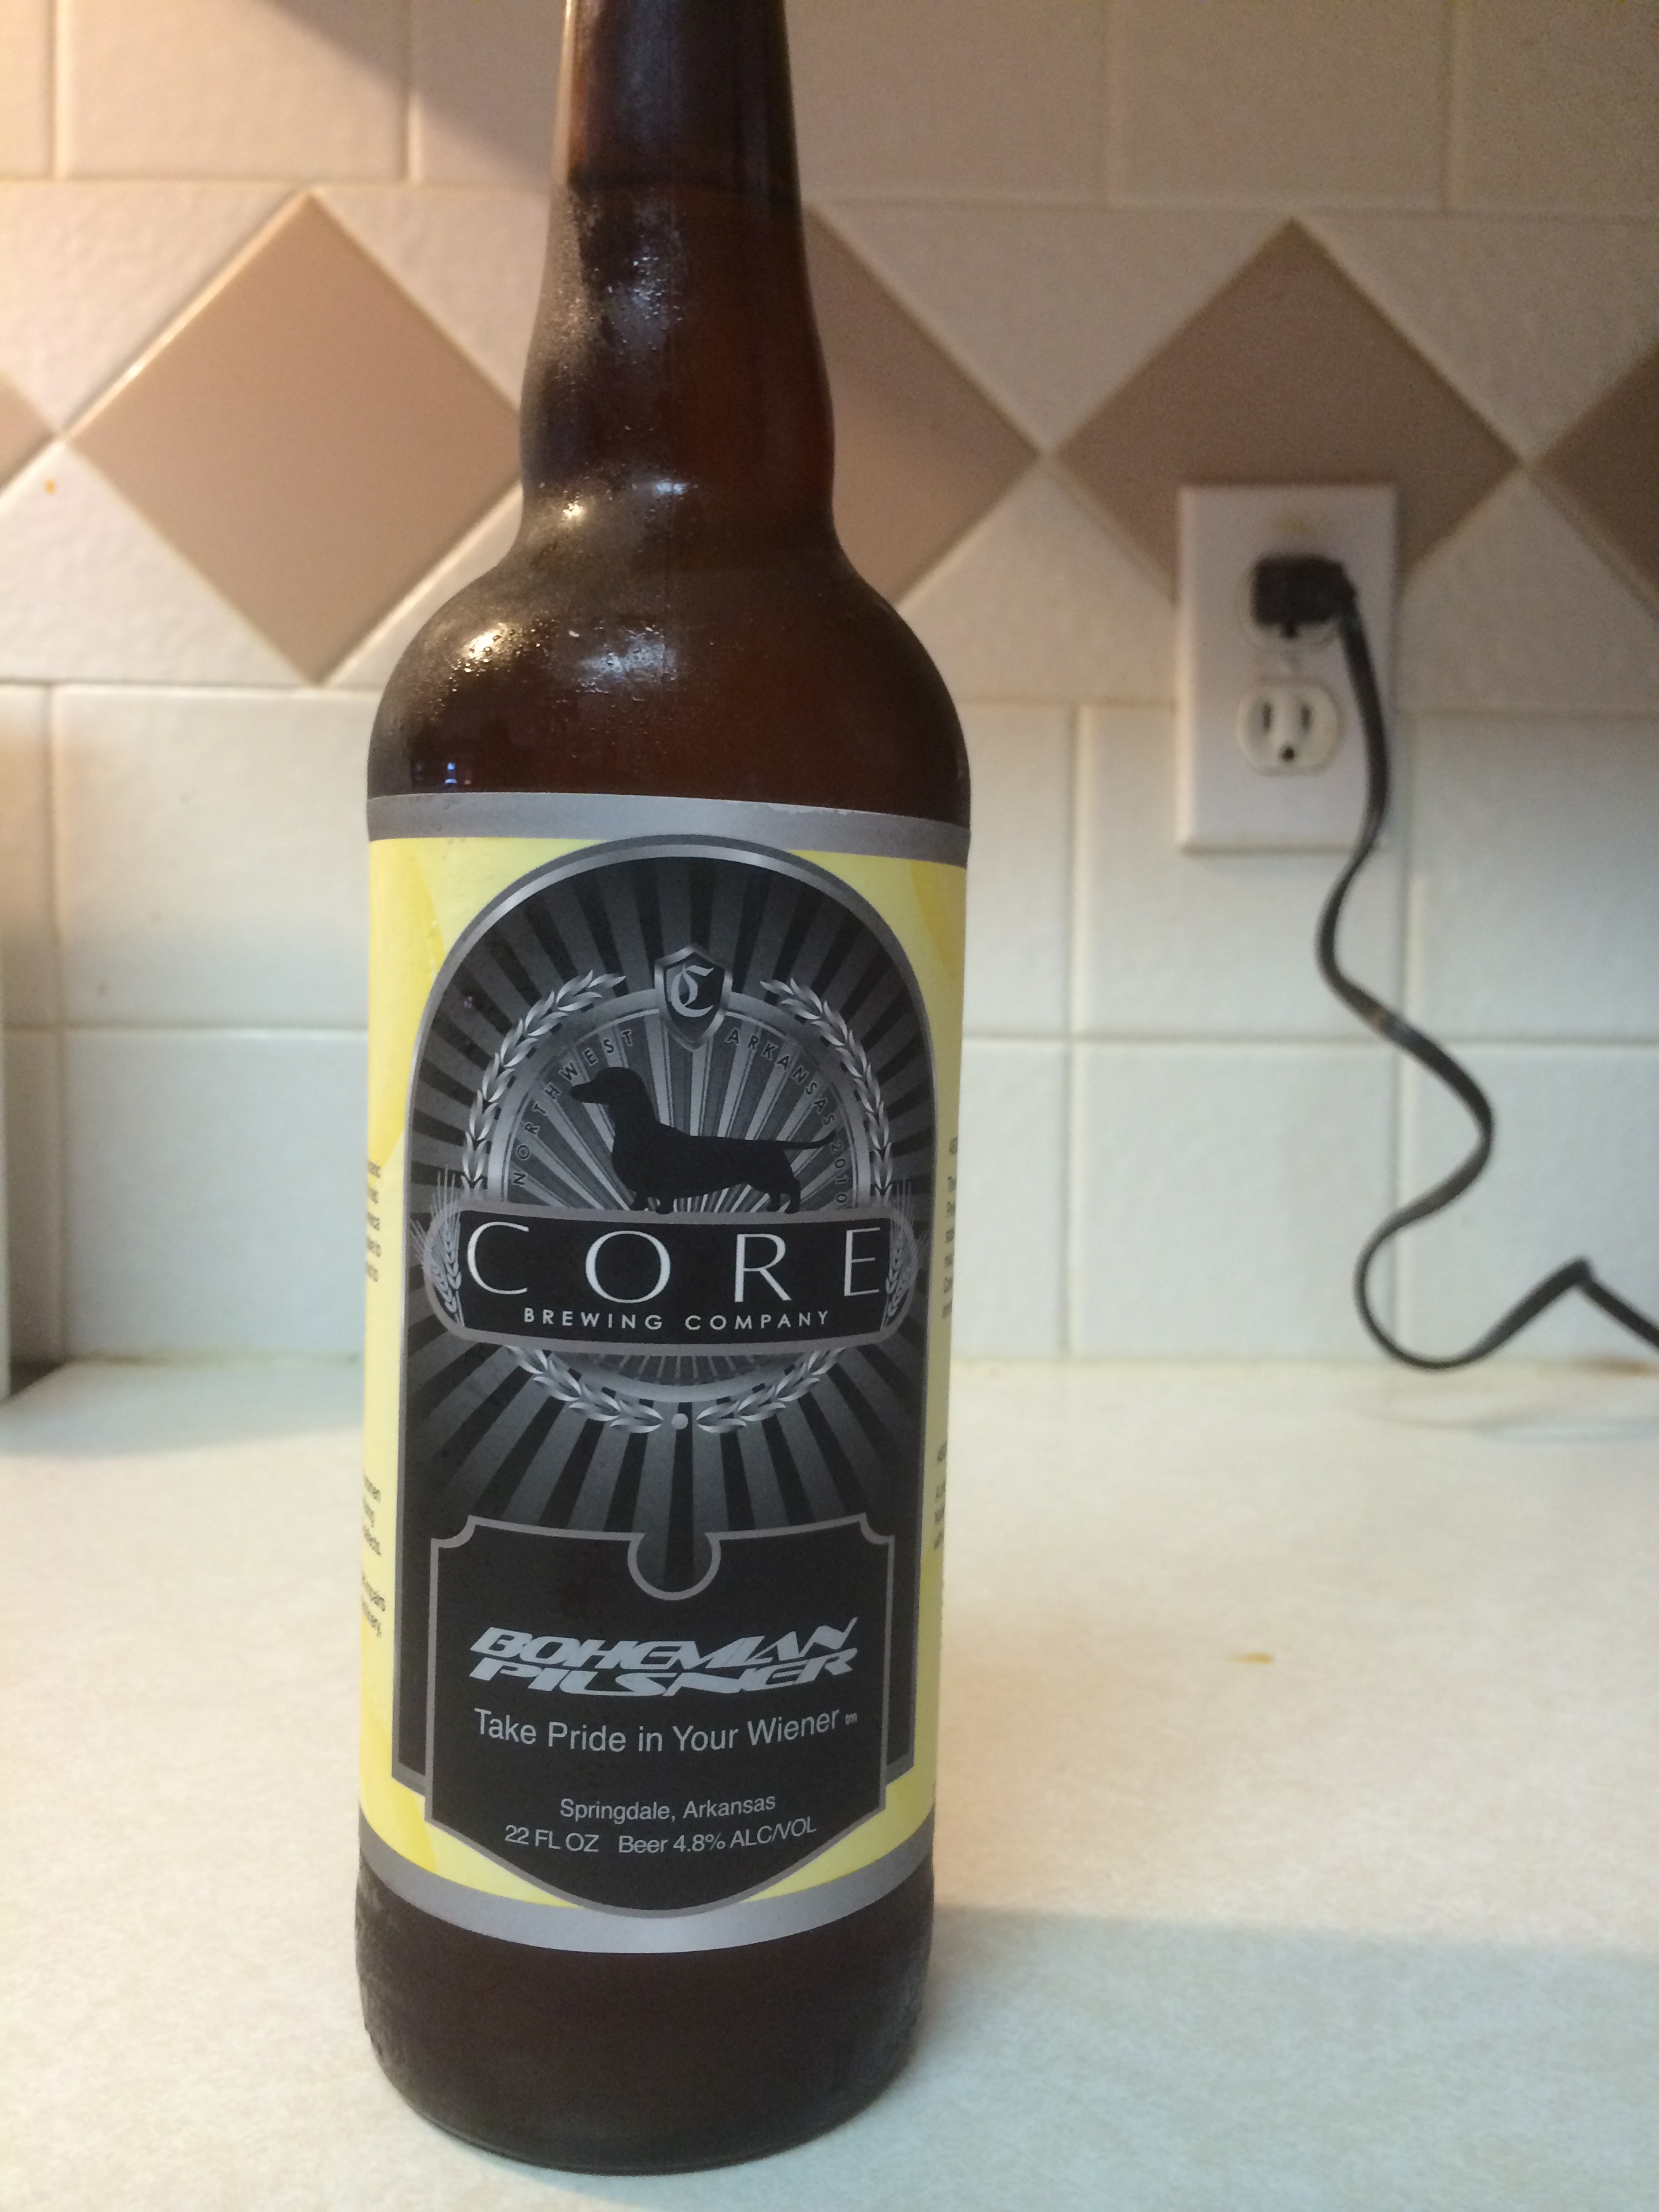 C
NORTHWEST ARKANSAS 2010
CORE
BREWING COMPANY
BOHEMIAN
PILSNER
Take Pride in Your Wiener tm
Springdale, Arkansas
22 FL OZ Beer 4.8% ALC/VOL